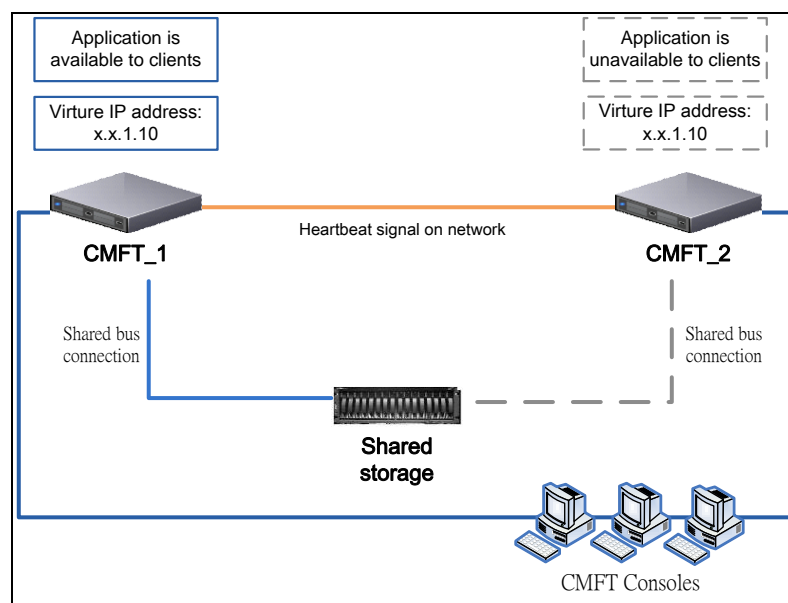 Application is
available to clients
Application is
unavailable to clients
Virture IP address:
x.x.1.10
Virture IP address:
x.x.1.10
Heartbeat signal on network
CMFT_1
CMFT_2
Shared bus
connection
Shared bus
connection
Shared
storage
CMFT Consoles